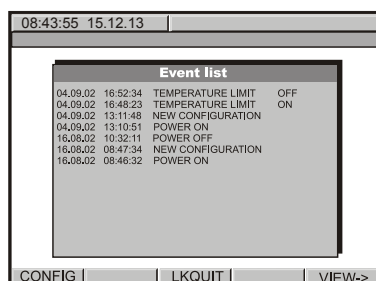 08:43:55 15.12.13
Event list
04.09.02 16:52:34 TEMPERATURE LIMIT OFF
04.09.02 16:48:23 TEMPERATURE LIMIT ON
04.09.02 13:11:48 NEW CONFIGURATION
04.09.02 13:10:51 POWER ON
16.08.02 10:32:11 POWER OFF
16.08.02 08:47:34 NEW CONFIGURATION
16.08.02 08:46:32 POWER ON
CONFIG LKQUIT VIEW->